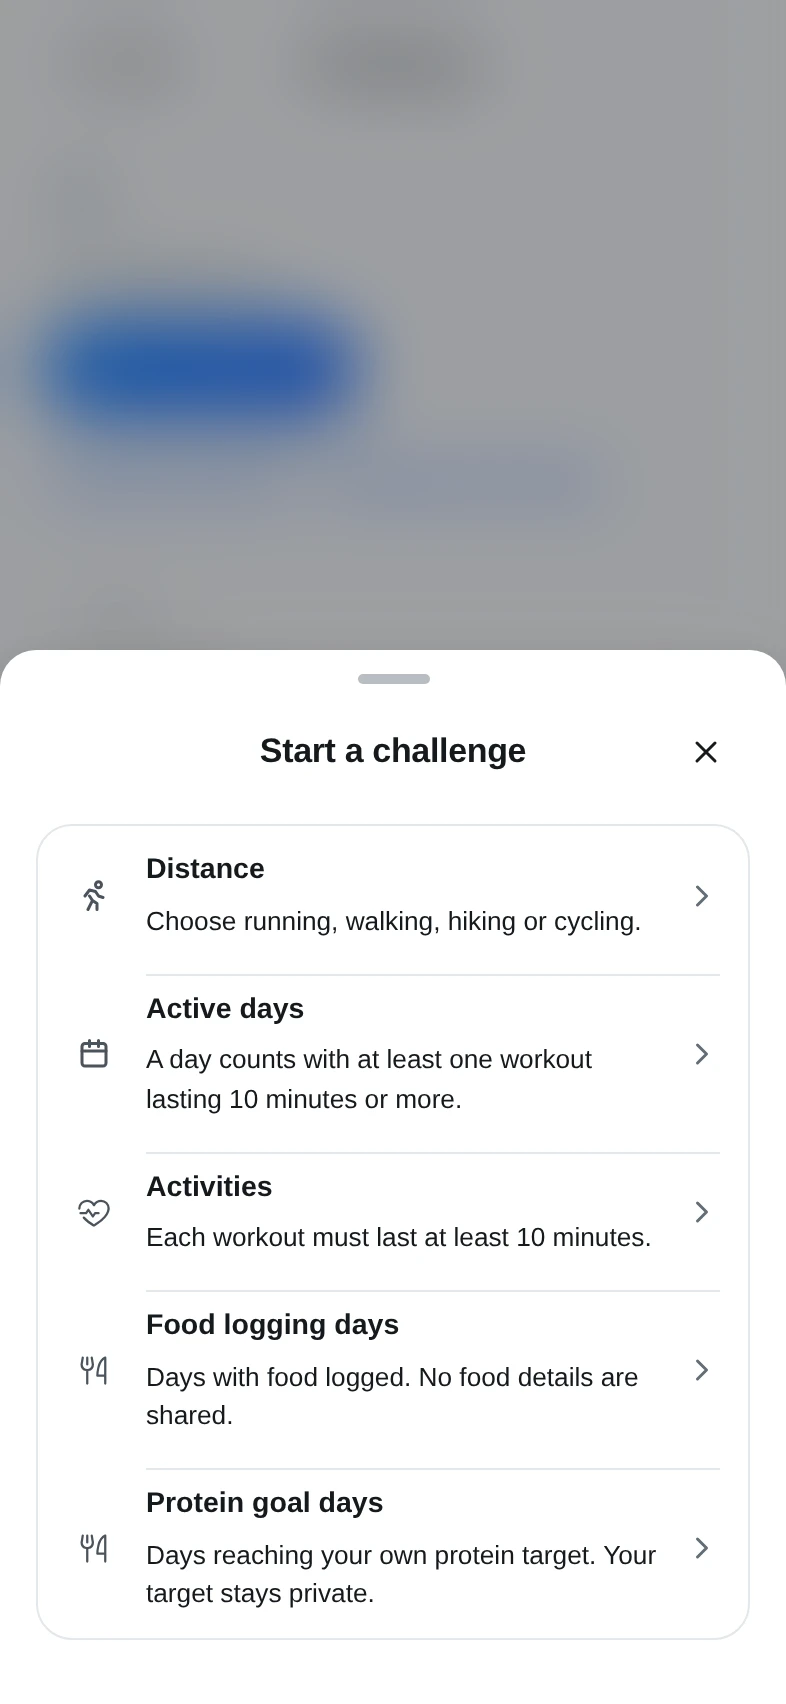 Start a challenge
Distance
Choose running, walking, hiking or cycling.
Active days
A day counts with at least one workout
lasting 10 minutes or more.
Activities
Each workout must last at least 10 minutes.
Food logging days
Days with food logged. No food details are
shared.
Protein goal days
Days reaching your own protein target. Your
target stays private.